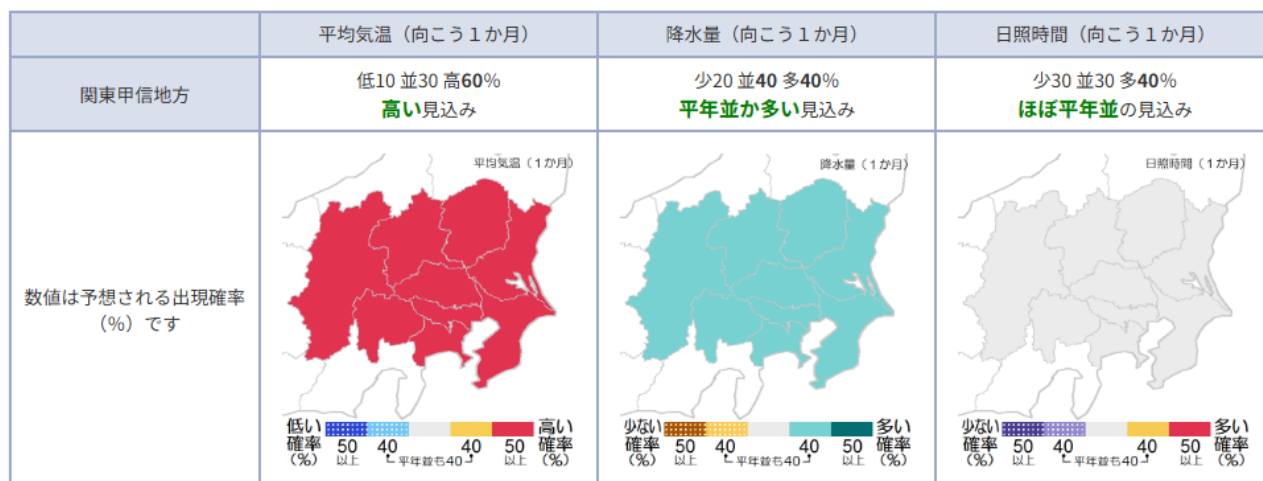 平均気温（向こう１か月）
降水量（向こう１か月）
日照時間（向こう１か月）
関東甲信地方
低10 並30 高60%
高い見込み
少20 並40 多40%
平年並か多い見込み
少30 並30 多40%
ほぼ平年並の見込み
数値は予想される出現確率
（%）です
平均気温（１か月）
低い
確率
(%)
50
以上
40
平年並も40
40
50
以上
高い
確率
(%)
降水量（１か月）
少ない
確率
(%)
50
以上
40
平年並も40
40
50
以上
多い
確率
(%)
日照時間（１か月）
少ない
確率
(%)
50
以上
40
平年並も40
40
50
以上
多い
確率
(%)